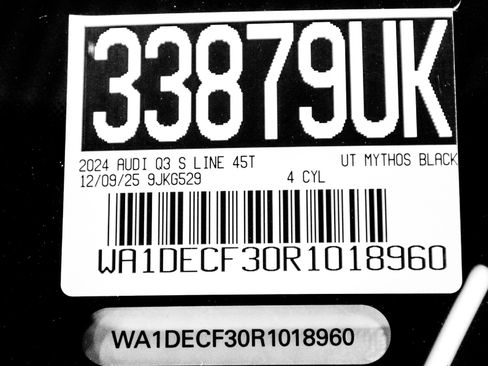 33879UK
2024 AUDI Q3 S LINE 45T UT MYTHOS BLACK
12/09/25 9JKG529 4 CYL
WA1DECF30R1018960
WA1DECF30R1018960